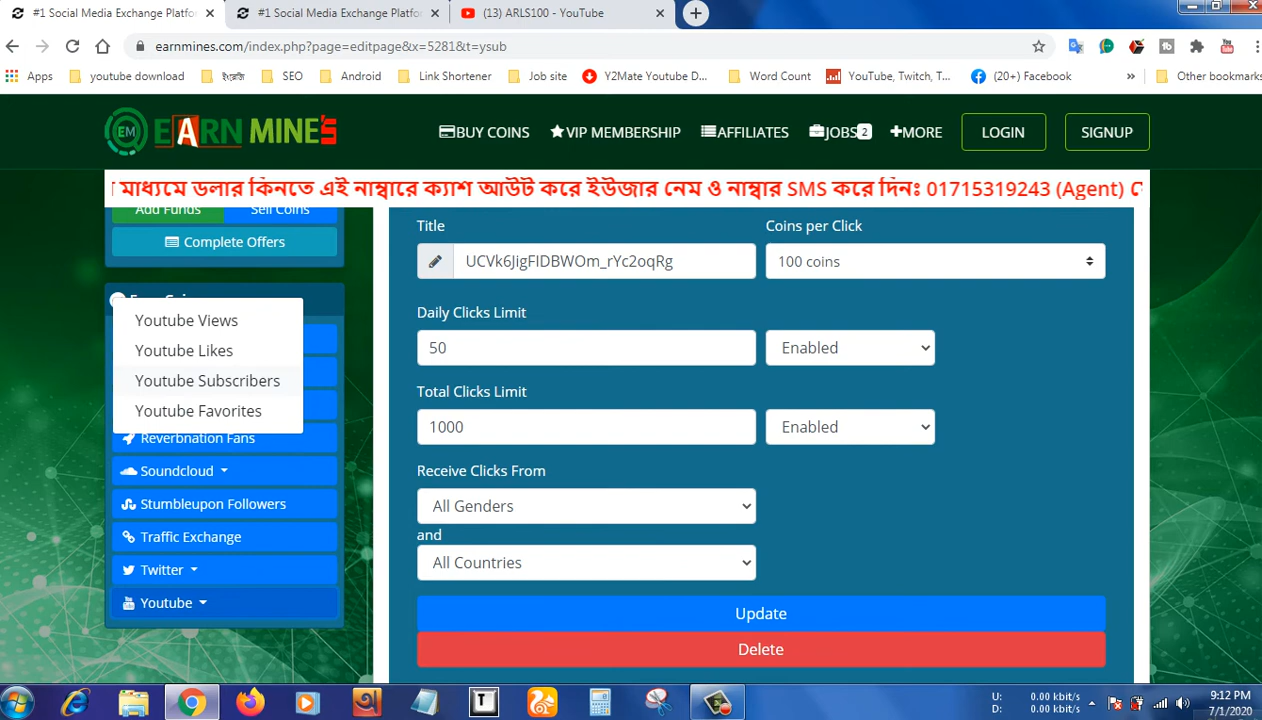 #1 Social Media Exchange Platfor
#1 Social Media Exchange Platfor
(13) ARLS100 - YouTube
earnmines.com/index.php?page=editpage&x=5281&t=ysub
Apps
youtube download
ইংরেজি
SEO
Android
Link Shortener
Job site
Y2Mate Youtube D...
Word Count
YouTube, Twitch, T...
(20+) Facebook
»
Other bookmarks
EM EARN MINE'S
BUY COINS
VIP MEMBERSHIP
AFFILIATES
JOBS 2
MORE
LOGIN
SIGNUP
মাধ্যমে ডলার কিনতে এই নাম্বারে ক্যাশ আউট করে ইউজার নেম ও নাম্বার SMS করে দিনঃ 01715319243 (Agent)
Add Funds
Sell Coins
Complete Offers
Youtube Views
Youtube Likes
Youtube Subscribers
Youtube Favorites
Reverbnation Fans
Soundcloud
Stumbleupon Followers
Traffic Exchange
Twitter
Youtube
Title
UCVk6JigFIDBWOm_rYc2oqRg
Coins per Click
100 coins
Daily Clicks Limit
50
Enabled
Total Clicks Limit
1000
Enabled
Receive Clicks From
All Genders
and
All Countries
Update
Delete
U: 0.00 kbit/s
D: 0.00 kbit/s
9:12 PM
7/1/2020